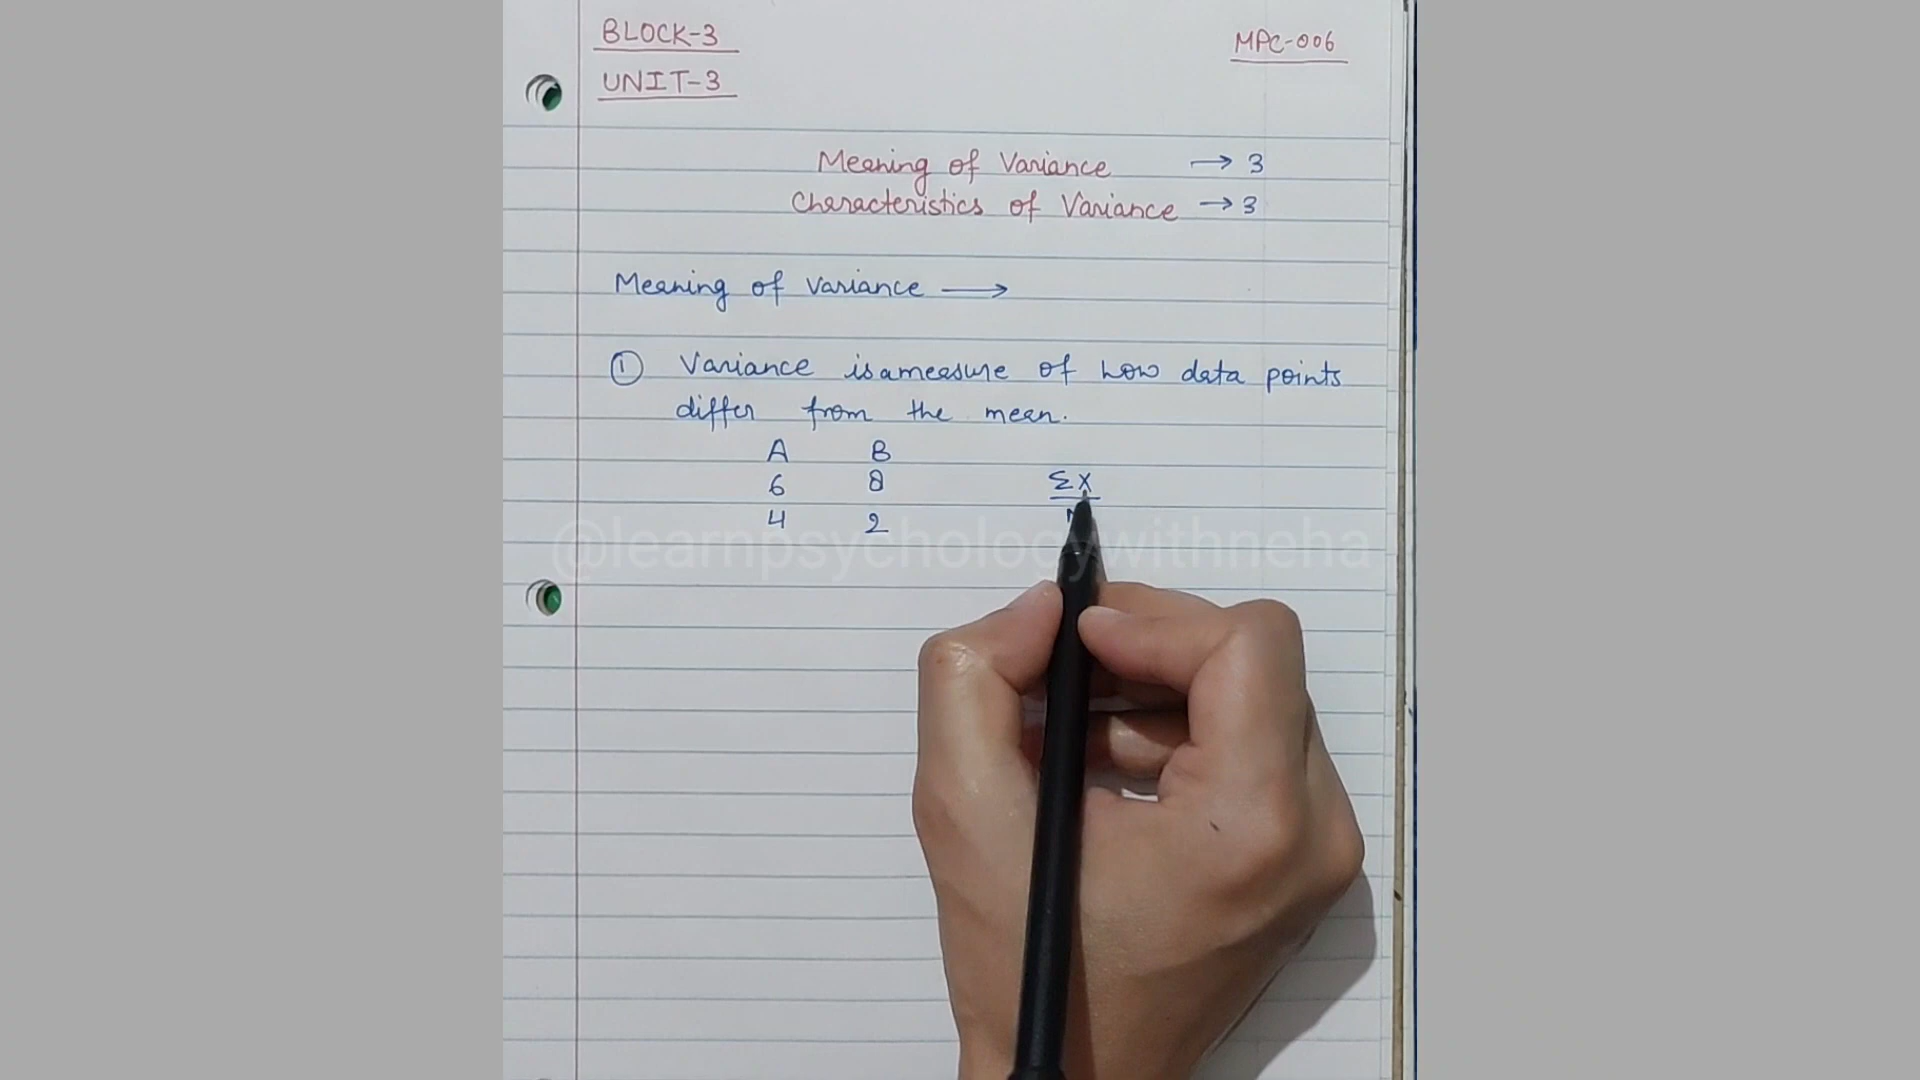 BLOCK-3
MPC-006
UNIT-3
Meaning of Variance → 3
Characteristics of Variance → 3
Meaning of Variance →
① Variance is a measure of how data points
differ from the mean.
A B
6 8
ΣX
4 2
@learnpsychologywithneha